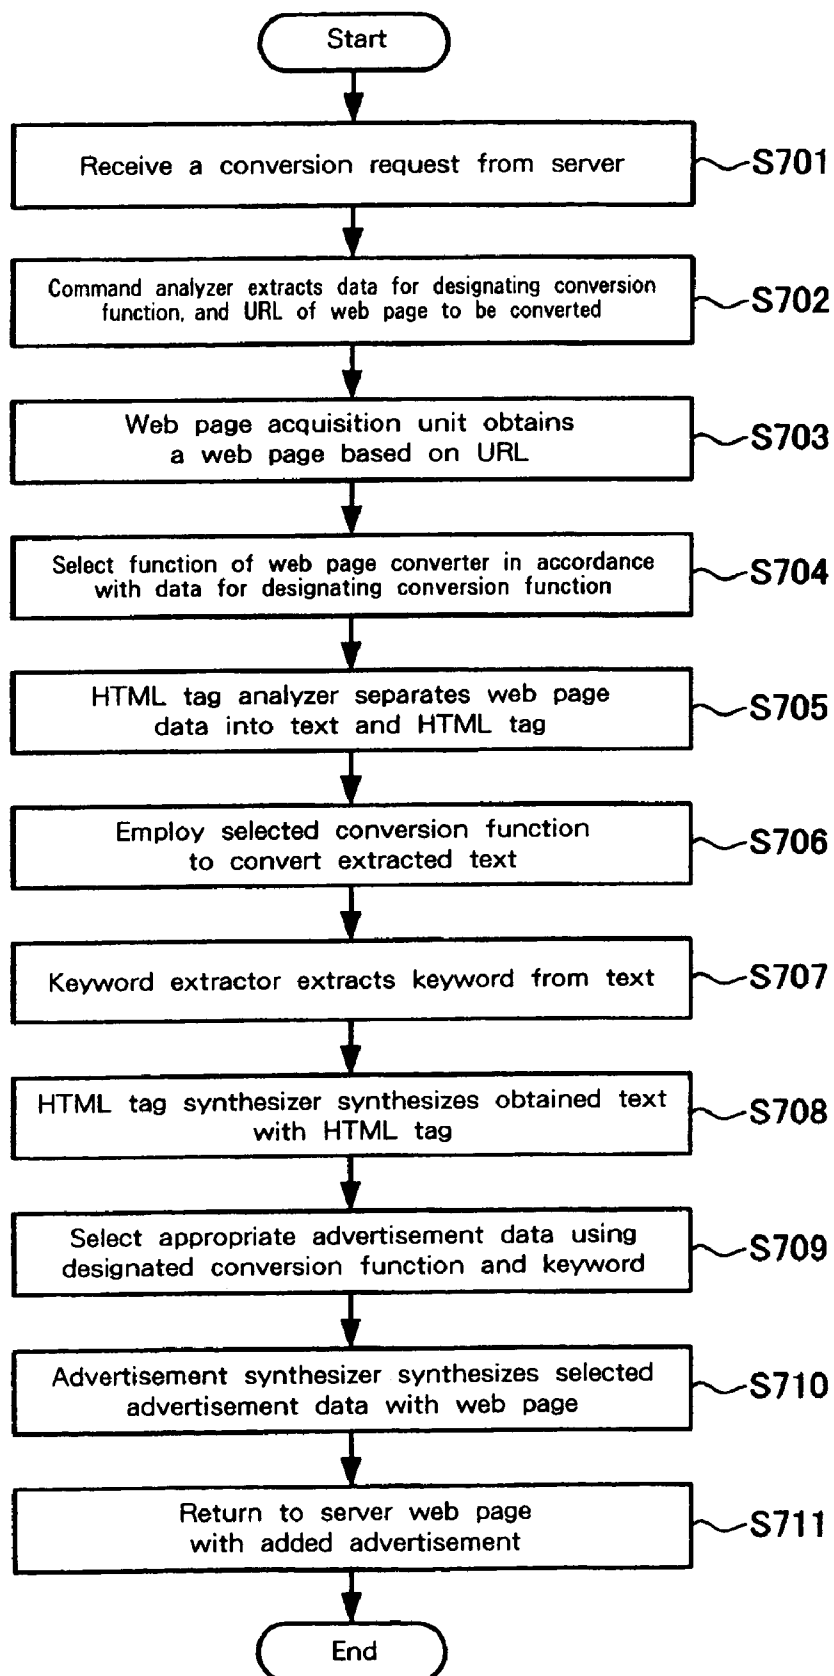 Start
Receive a conversion request from server
S701
Command analyzer extracts data for designating conversion
function, and URL of web page to be converted
S702
Web page acquisition unit obtains
a web page based on URL
S703
Select function of web page converter in accordance
with data for designating conversion function
S704
HTML tag analyzer separates web page
data into text and HTML tag
S705
Employ selected conversion function
to convert extracted text
S706
Keyword extractor extracts keyword from text
S707
HTML tag synthesizer synthesizes obtained text
with HTML tag
S708
Select appropriate advertisement data using
designated conversion function and keyword
S709
Advertisement synthesizer synthesizes selected
advertisement data with web page
S710
Return to server web page
with added advertisement
S711
End